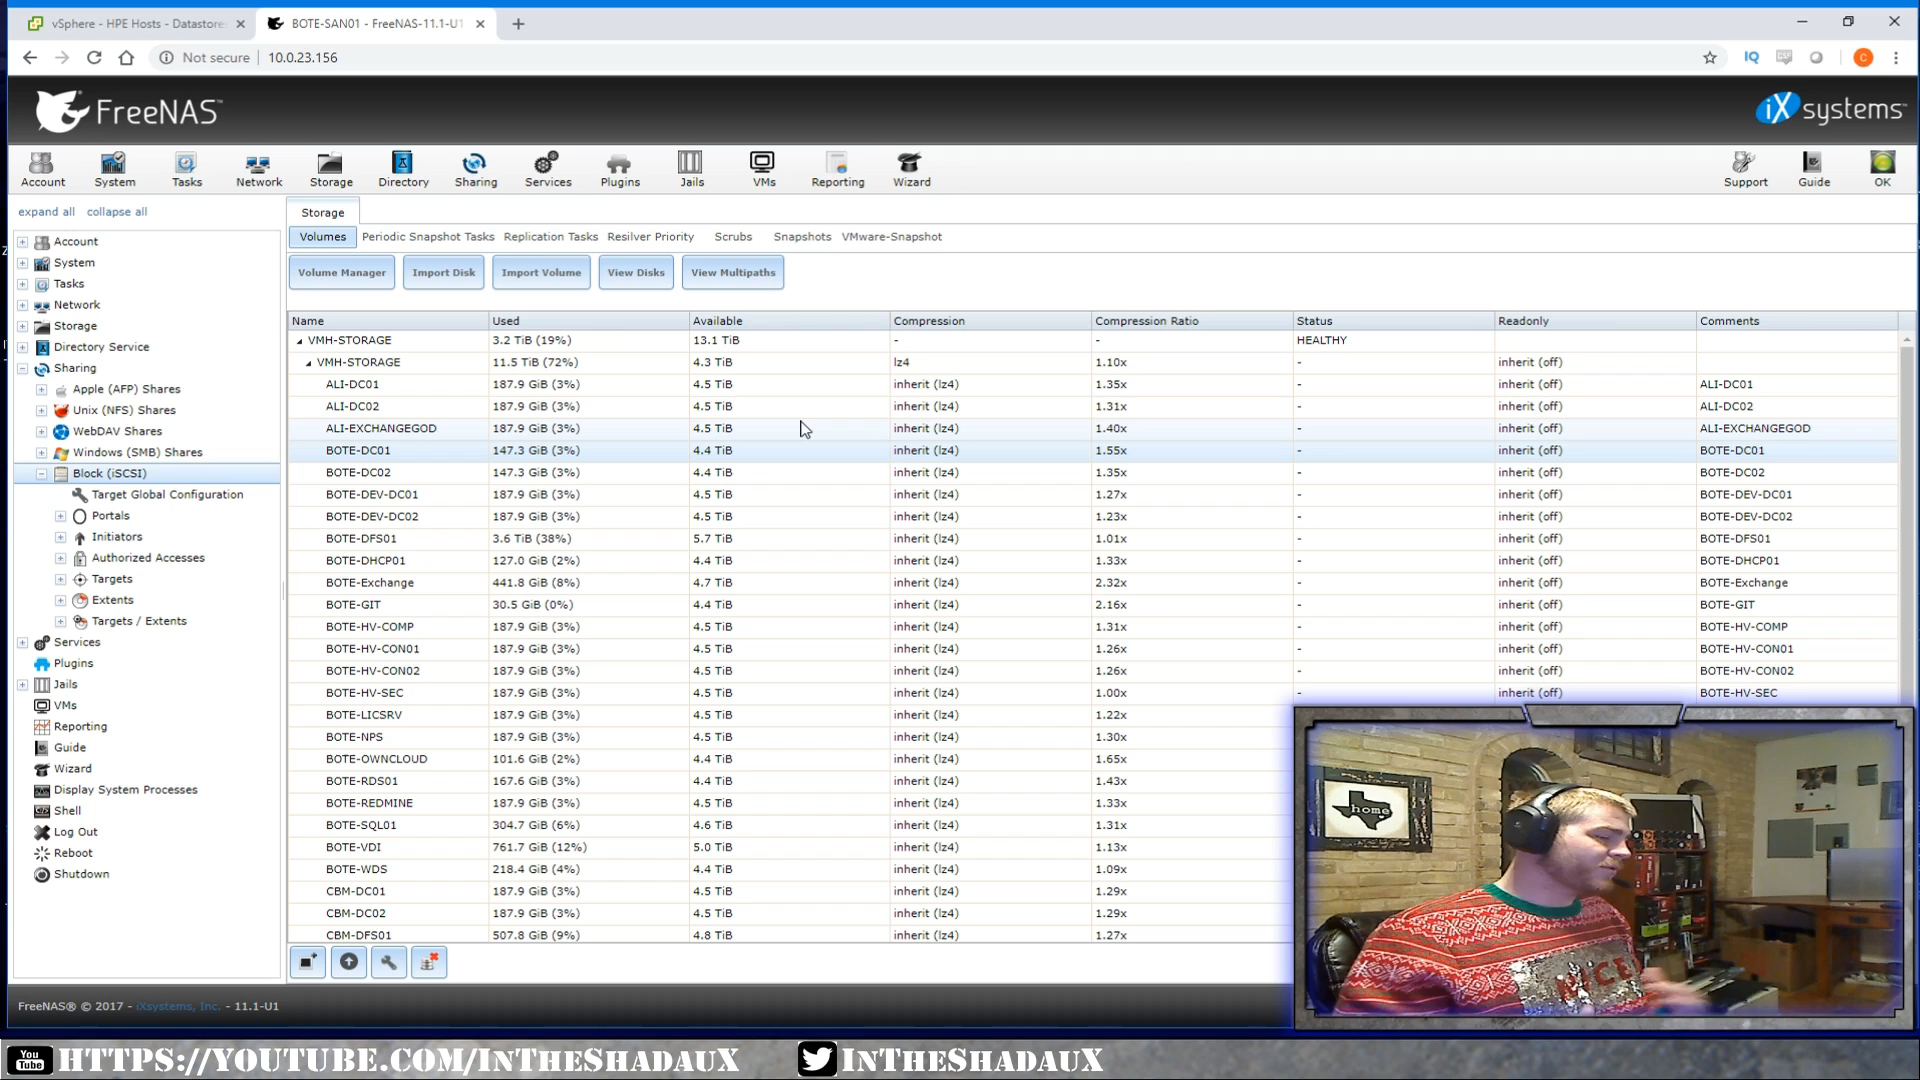 vSphere - HPE Hosts - Datastore
BOTE-SAN01 - FreeNAS-11.1-U1
Not secure | 10.0.23.156
FreeNAS
iXsystems
Account System Tasks Network Storage Directory Sharing Services Plugins Jails VMs Reporting Wizard Support Guide OK
expand all collapse all
Account
System
Tasks
Network
Storage
Directory Service
Sharing
Apple (AFP) Shares
Unix (NFS) Shares
WebDAV Shares
Windows (SMB) Shares
Block (iSCSI)
Target Global Configuration
Portals
Initiators
Authorized Accesses
Targets
Extents
Targets / Extents
Services
Plugins
Jails
VMs
Reporting
Guide
Wizard
Display System Processes
Shell
Log Out
Reboot
Shutdown
Storage
Volumes Periodic Snapshot Tasks Replication Tasks Resilver Priority Scrubs Snapshots VMware-Snapshot
Volume Manager Import Disk Import Volume View Disks View Multipaths
Name Used Available Compression Compression Ratio Status Readonly Comments
VMH-STORAGE 3.2 TiB (19%) 13.1 TiB - - HEALTHY
VMH-STORAGE 11.5 TiB (72%) 4.3 TiB lz4 1.10x - inherit (off)
ALI-DC01 187.9 GiB (3%) 4.5 TiB inherit (lz4) 1.35x - inherit (off) ALI-DC01
ALI-DC02 187.9 GiB (3%) 4.5 TiB inherit (lz4) 1.31x - inherit (off) ALI-DC02
ALI-EXCHANGEGOD 187.9 GiB (3%) 4.5 TiB inherit (lz4) 1.40x - inherit (off) ALI-EXCHANGEGOD
BOTE-DC01 147.3 GiB (3%) 4.4 TiB inherit (lz4) 1.55x - inherit (off) BOTE-DC01
BOTE-DC02 147.3 GiB (3%) 4.4 TiB inherit (lz4) 1.35x - inherit (off) BOTE-DC02
BOTE-DEV-DC01 187.9 GiB (3%) 4.5 TiB inherit (lz4) 1.27x - inherit (off) BOTE-DEV-DC01
BOTE-DEV-DC02 187.9 GiB (3%) 4.5 TiB inherit (lz4) 1.23x - inherit (off) BOTE-DEV-DC02
BOTE-DFS01 3.6 TiB (38%) 5.7 TiB inherit (lz4) 1.01x - inherit (off) BOTE-DFS01
BOTE-DHCP01 127.0 GiB (2%) 4.4 TiB inherit (lz4) 1.33x - inherit (off) BOTE-DHCP01
BOTE-Exchange 441.8 GiB (8%) 4.7 TiB inherit (lz4) 2.32x - inherit (off) BOTE-Exchange
BOTE-GIT 30.5 GiB (0%) 4.4 TiB inherit (lz4) 2.16x - inherit (off) BOTE-GIT
BOTE-HV-COMP 187.9 GiB (3%) 4.5 TiB inherit (lz4) 1.31x - inherit (off) BOTE-HV-COMP
BOTE-HV-CON01 187.9 GiB (3%) 4.5 TiB inherit (lz4) 1.26x - inherit (off) BOTE-HV-CON01
BOTE-HV-CON02 187.9 GiB (3%) 4.5 TiB inherit (lz4) 1.26x - inherit (off) BOTE-HV-CON02
BOTE-HV-SEC 187.9 GiB (3%) 4.5 TiB inherit (lz4) 1.00x - inherit (off) BOTE-HV-SEC
BOTE-LICSRV 187.9 GiB (3%) 4.5 TiB inherit (lz4) 1.22x
BOTE-NPS 187.9 GiB (3%) 4.5 TiB inherit (lz4) 1.30x
BOTE-OWNCLOUD 101.6 GiB (2%) 4.4 TiB inherit (lz4) 1.65x
BOTE-RDS01 167.6 GiB (3%) 4.4 TiB inherit (lz4) 1.43x
BOTE-REDMINE 187.9 GiB (3%) 4.5 TiB inherit (lz4) 1.33x
BOTE-SQL01 304.7 GiB (6%) 4.6 TiB inherit (lz4) 1.31x
BOTE-VDI 761.7 GiB (12%) 5.0 TiB inherit (lz4) 1.13x
BOTE-WDS 218.4 GiB (4%) 4.4 TiB inherit (lz4) 1.09x
CBM-DC01 187.9 GiB (3%) 4.5 TiB inherit (lz4) 1.29x
CBM-DC02 187.9 GiB (3%) 4.5 TiB inherit (lz4) 1.29x
CBM-DFS01 507.8 GiB (9%) 4.8 TiB inherit (lz4) 1.27x
home
FreeNAS® © 2017 - iXsystems, Inc. - 11.1-U1
You Tube HTTPS://YOUTUBE.COM/INTHESHADAUX INTHESHADAUX